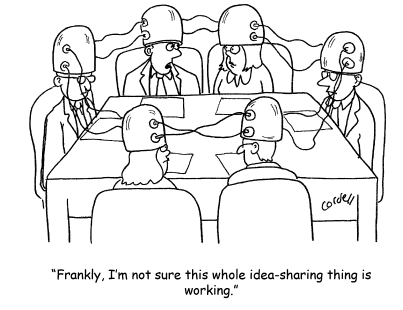 Cordell
“Frankly, I'm not sure this whole idea-sharing thing is
working.”